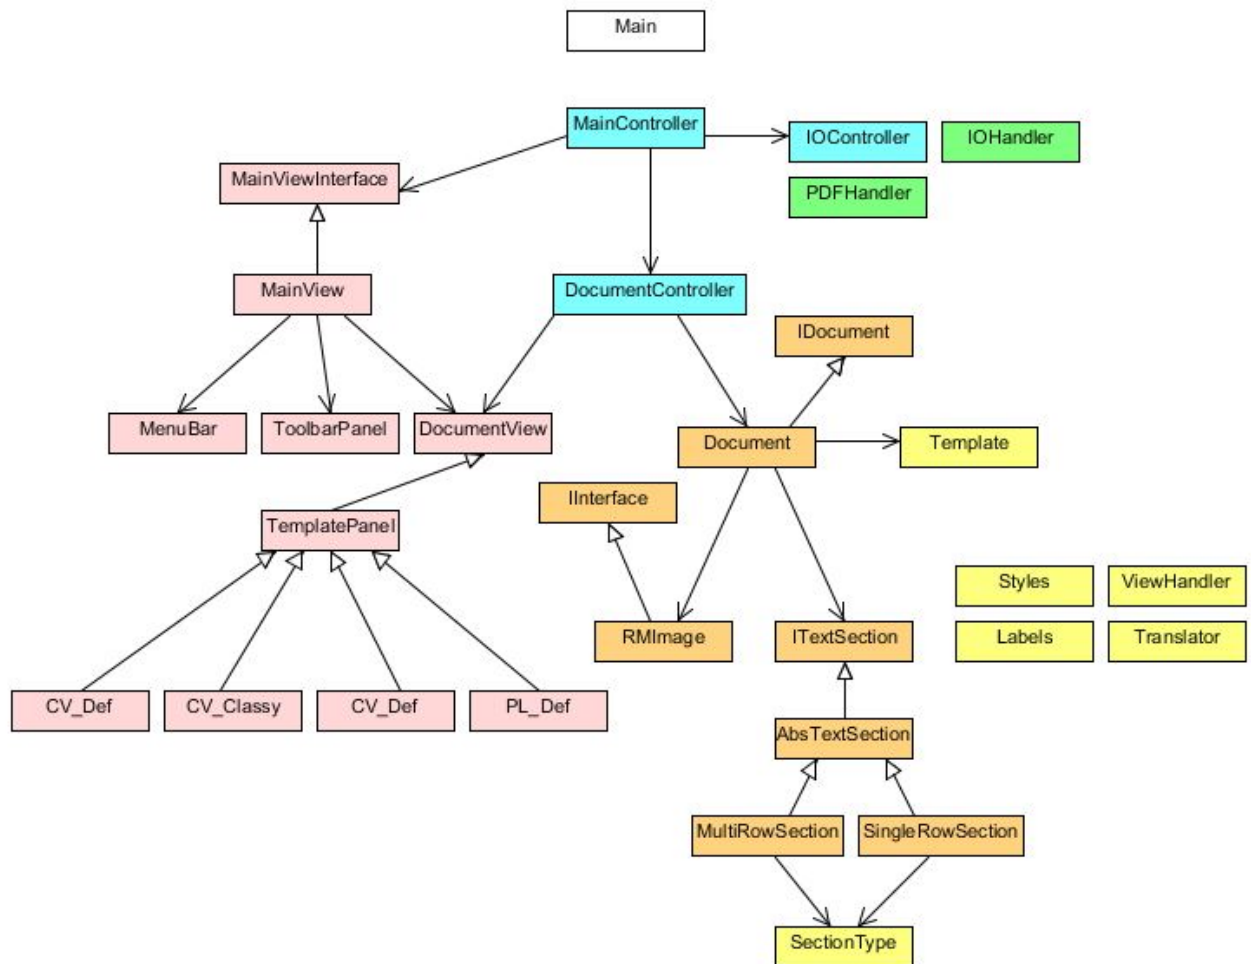 Main
MainController
IOController
IOHandler
MainViewInterface
PDFHandler
MainView
DocumentController
IDocument
MenuBar
ToolbarPanel
DocumentView
Document
Template
IInterface
TemplatePanel
Styles
ViewHandler
RMImage
ITextSection
Labels
Translator
CV_Def
CV_Classy
CV_Def
PL_Def
AbsTextSection
MultiRowSection
SingleRowSection
SectionType